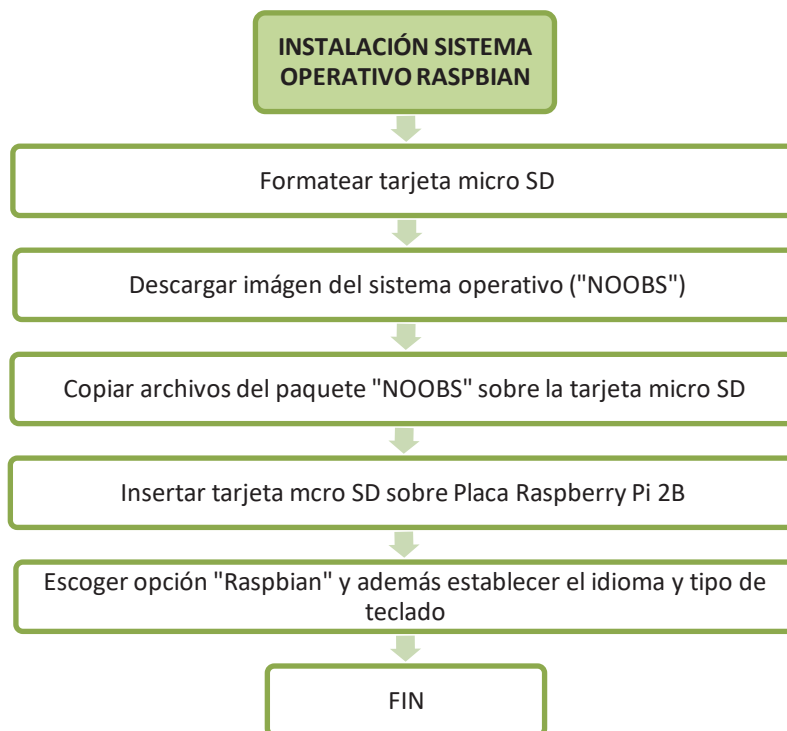 INSTALACIÓN SISTEMA
OPERATIVO RASPBIAN
Formatear tarjeta micro SD
Descargar imágen del sistema operativo ("NOOBS")
Copiar archivos del paquete "NOOBS" sobre la tarjeta micro SD
Insertar tarjeta mcro SD sobre Placa Raspberry Pi 2B
Escoger opción "Raspbian" y además establecer el idioma y tipo de
teclado
FIN